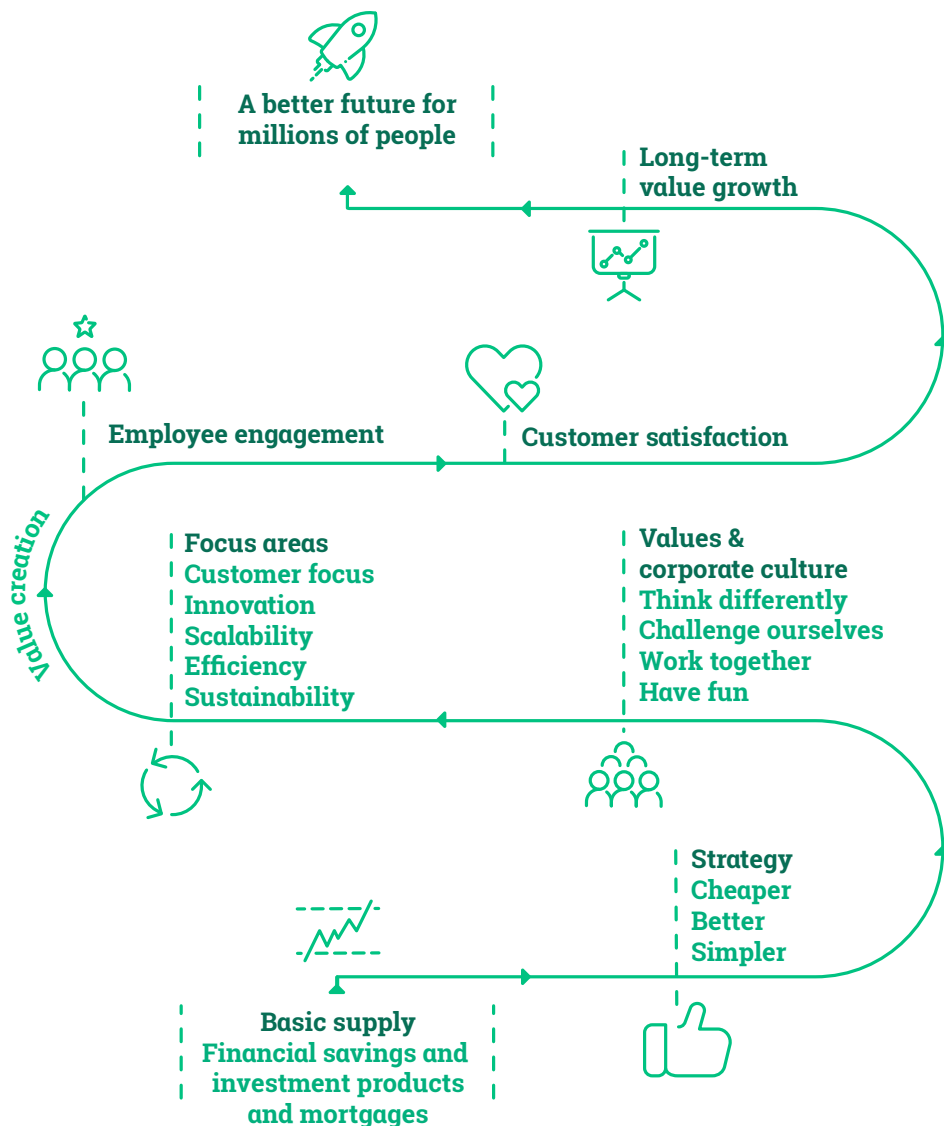 A better future for
millions of people
Long-term
value growth
Employee engagement
Customer satisfaction
Value creation
Focus areas
Customer focus
Innovation
Scalability
Efficiency
Sustainability
Values &
corporate culture
Think differently
Challenge ourselves
Work together
Have fun
Strategy
Cheaper
Better
Simpler
Basic supply
Financial savings and
investment products
and mortgages